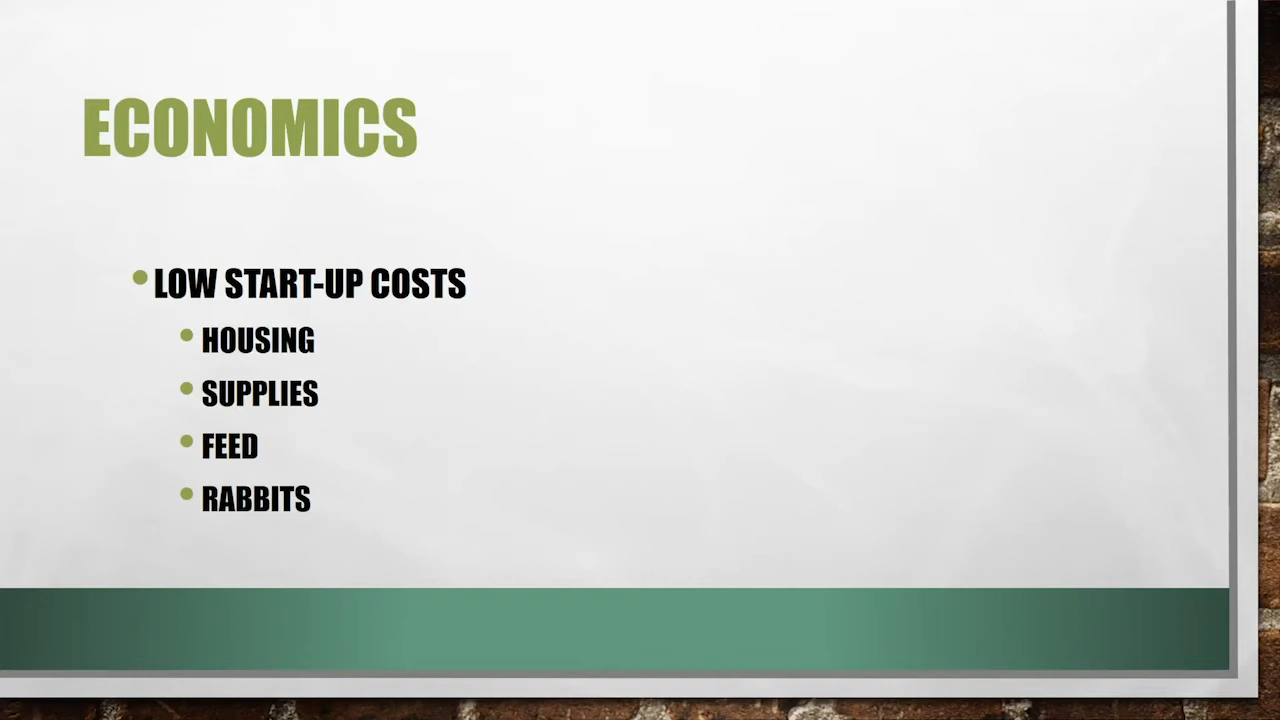 ECONOMICS
LOW START-UP COSTS
HOUSING
SUPPLIES
FEED
RABBITS